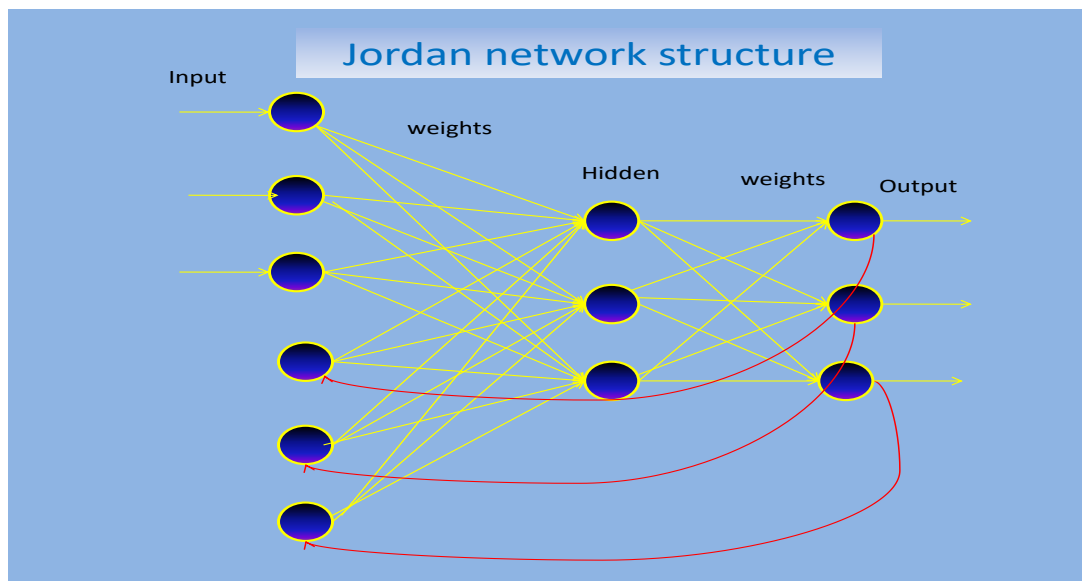 Jordan network structure
Input
weights
Hidden
weights
Output